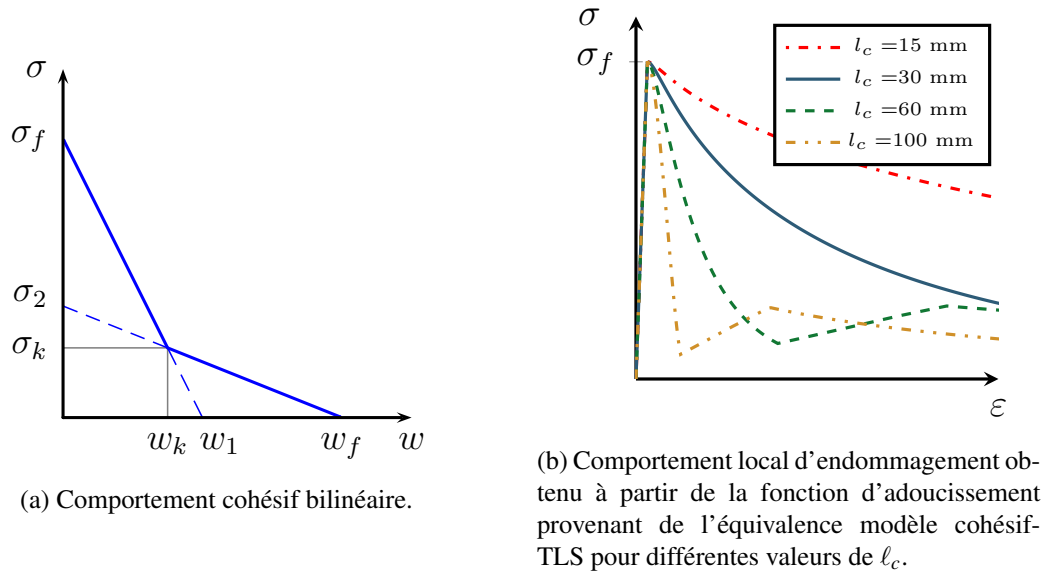 σ
σ_f
σ_2
σ_k
w_k
w_1
w_f
w
(a) Comportement cohésif bilinéaire.
σ
σ_f
l_c =15 mm
l_c =30 mm
l_c =60 mm
l_c =100 mm
ε
(b) Comportement local d'endommagement ob-
tenu à partir de la fonction d'adoucissement
provenant de l'équivalence modèle cohésif-
TLS pour différentes valeurs de ℓ_c.